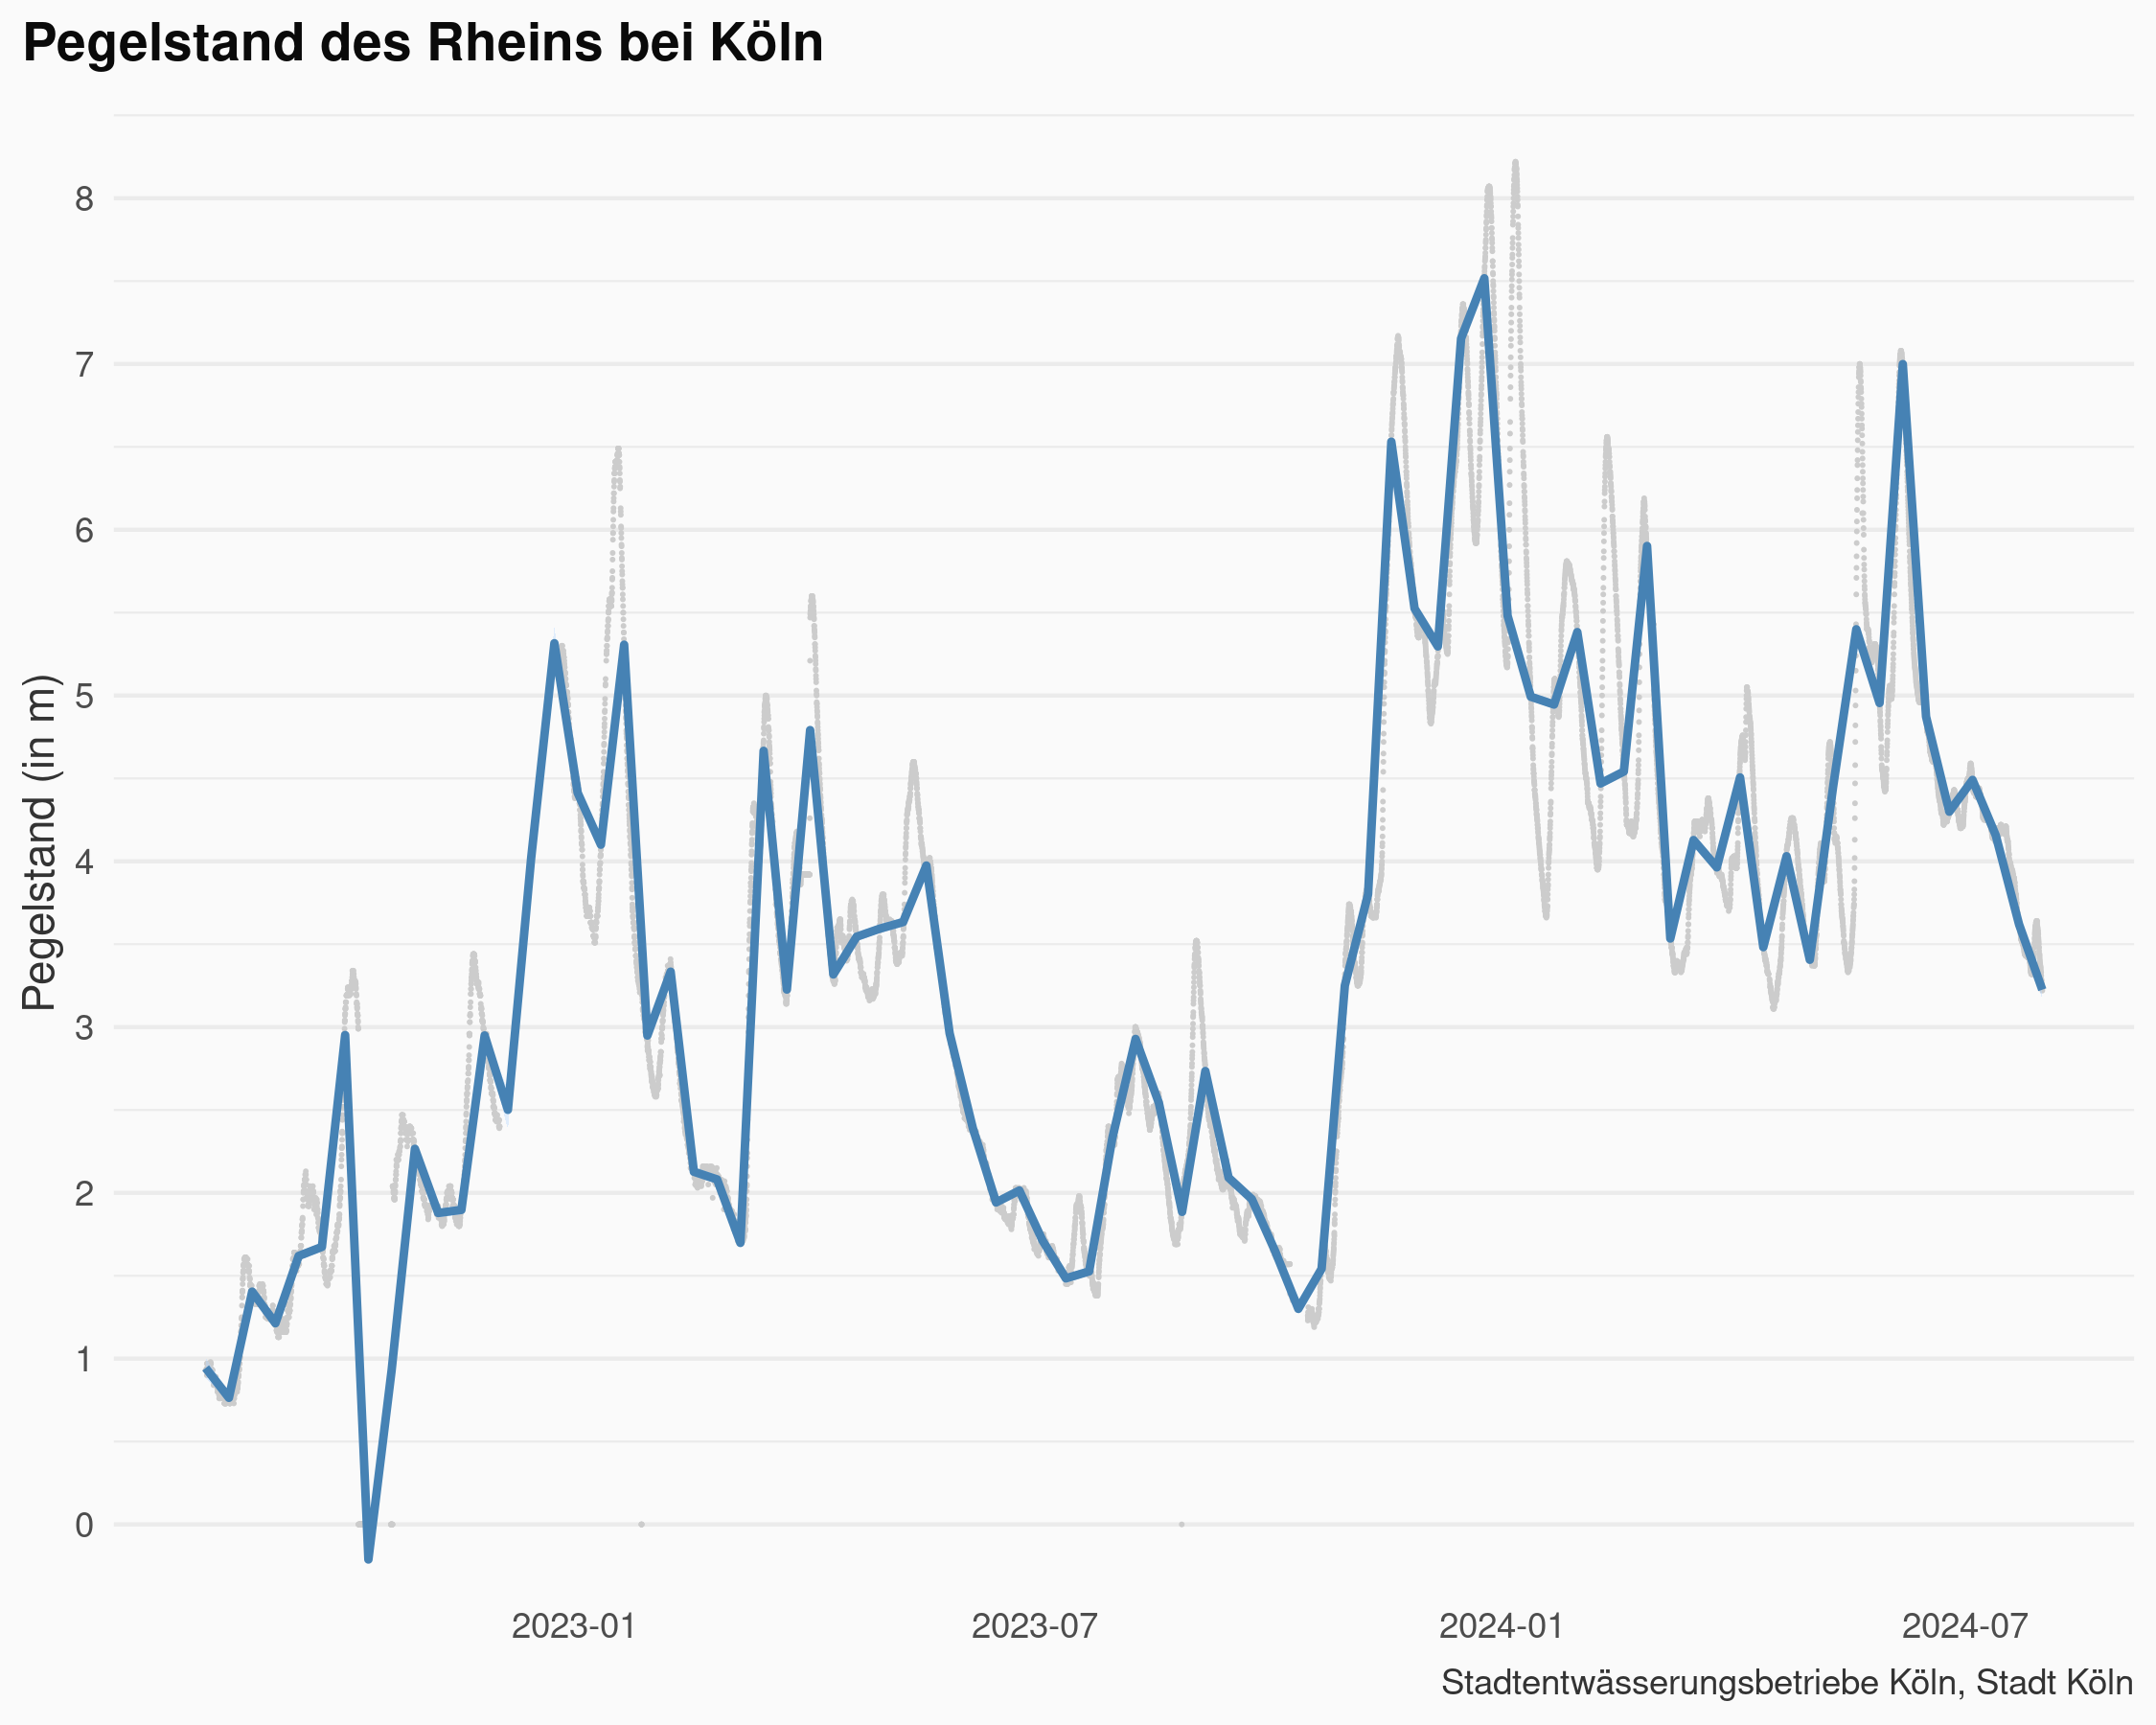 Pegelstand des Rheins bei Köln
Pegelstand (in m)
8
7
6
5
4
3
2
1
0
2023-01 2023-07 2024-01 2024-07
Stadtentwässerungsbetriebe Köln, Stadt Köln